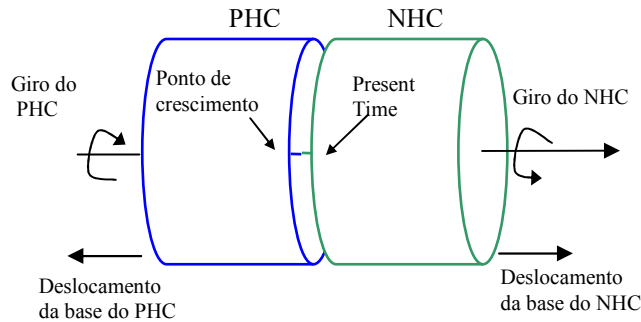 PHC
NHC
Giro do
PHC
Ponto de
crescimento
Present
Time
Giro do NHC
Deslocamento
da base do PHC
Deslocamento
da base do NHC